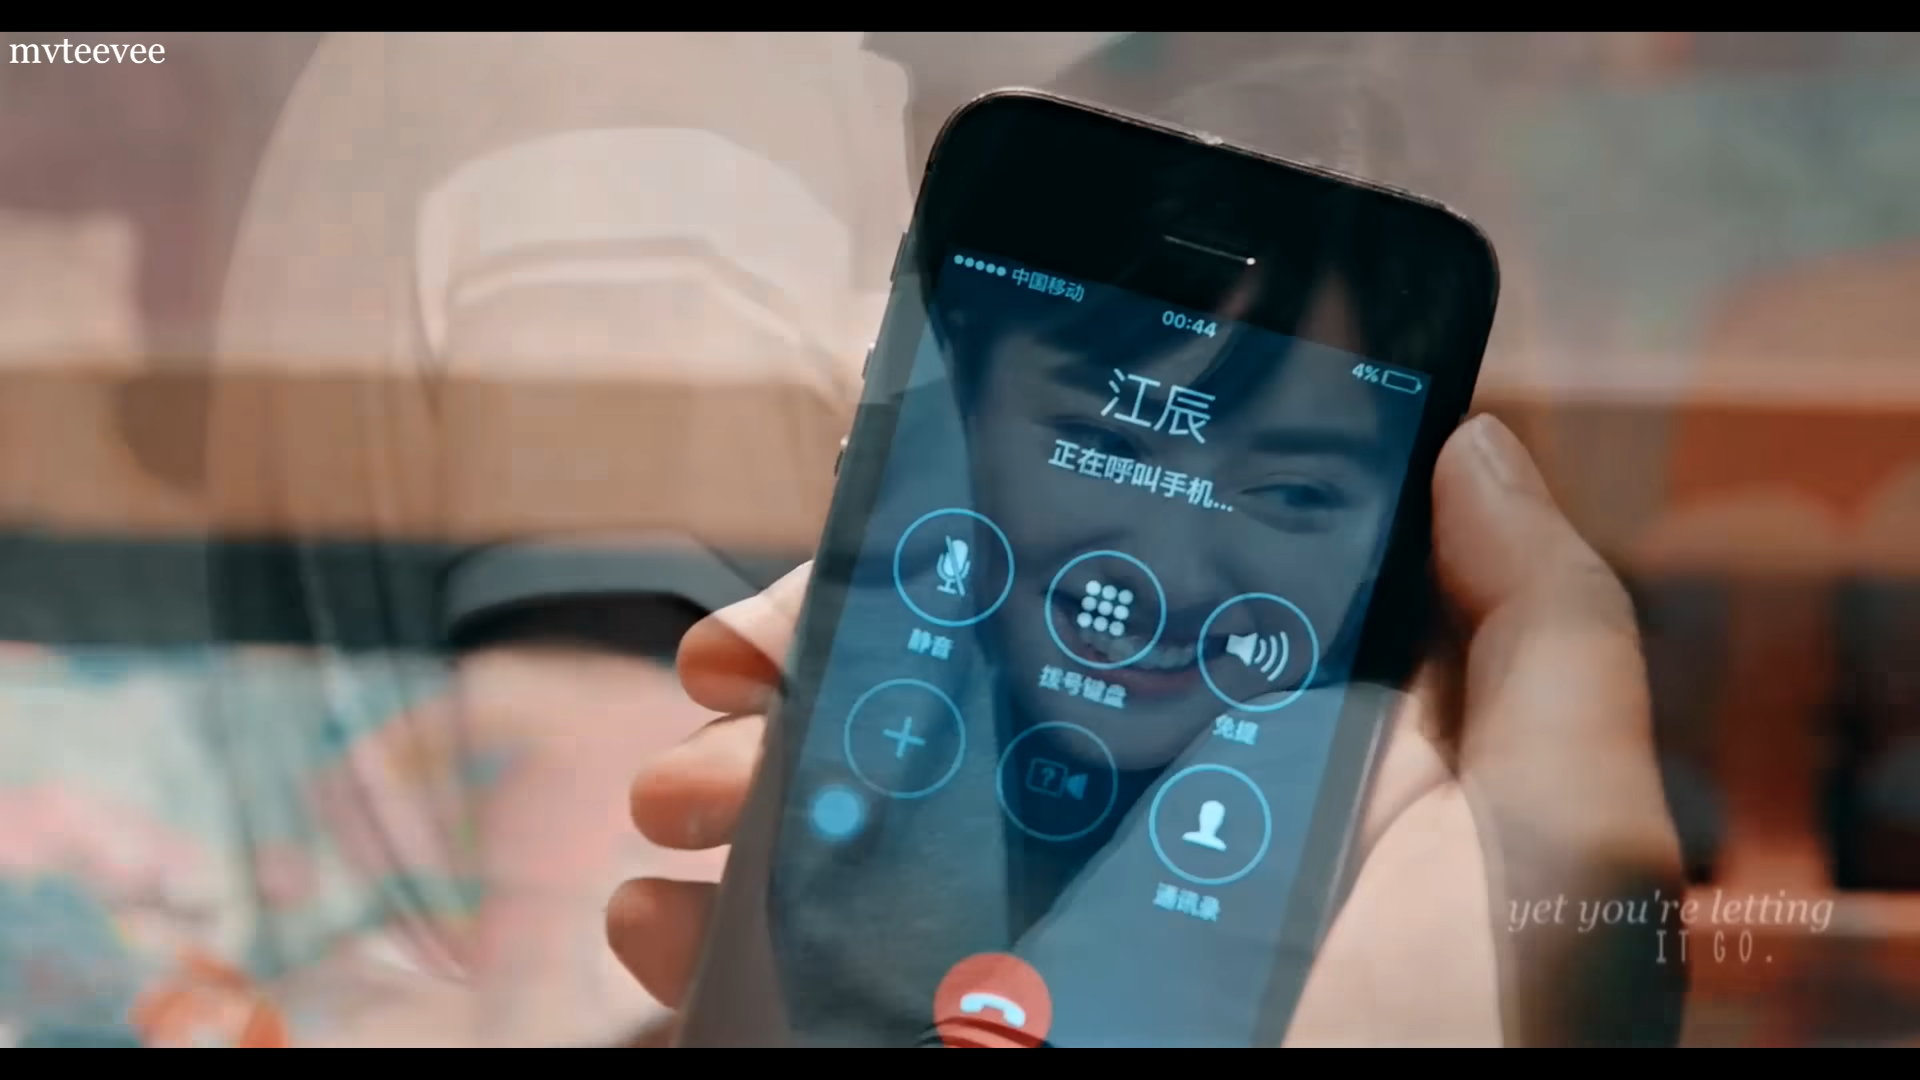 mvteevee
中国移动
00:44
4%
江辰
正在呼叫手机...
静音
拨号键盘
免提
?
通讯录
yet you're letting
IT GO.